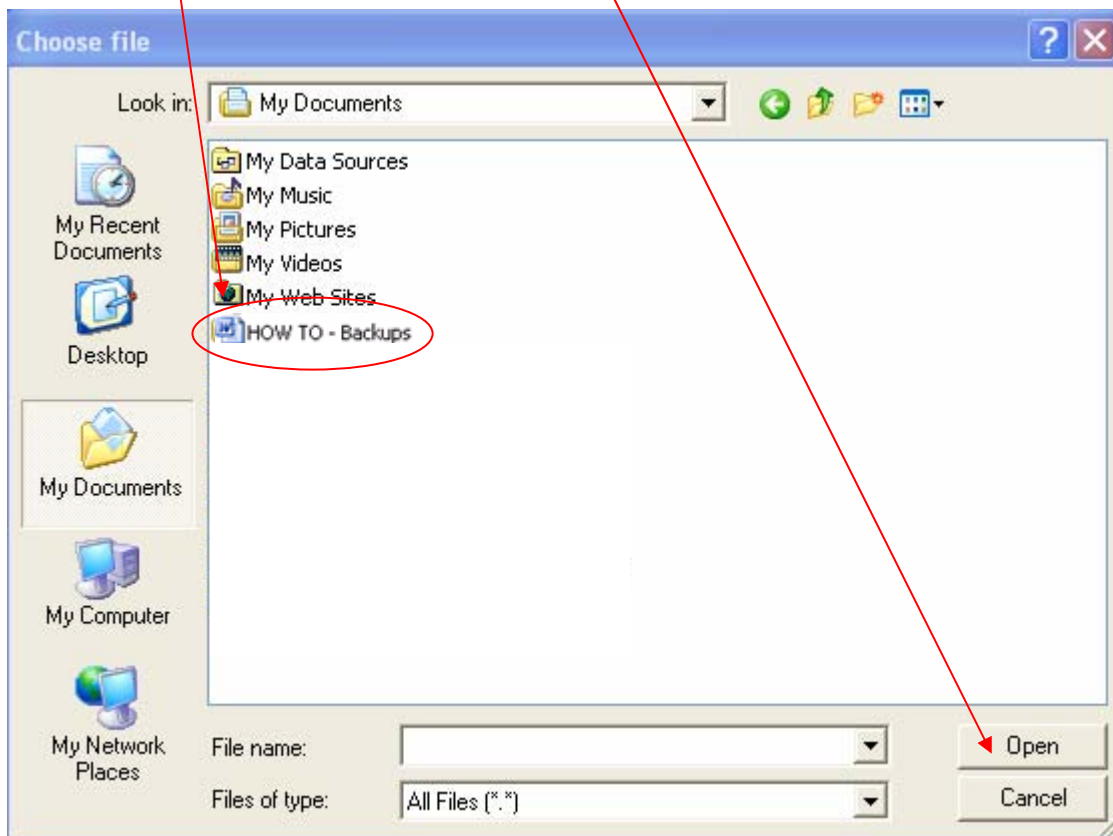 Choose file
?
Look in:
My Documents
My Data Sources
My Music
My Pictures
My Videos
My Web Sites
HOW TO - Backups
My Recent
Documents
Desktop
My Documents
My Computer
My Network
Places
File name:
Open
Files of type:
All Files (*.*)
Cancel